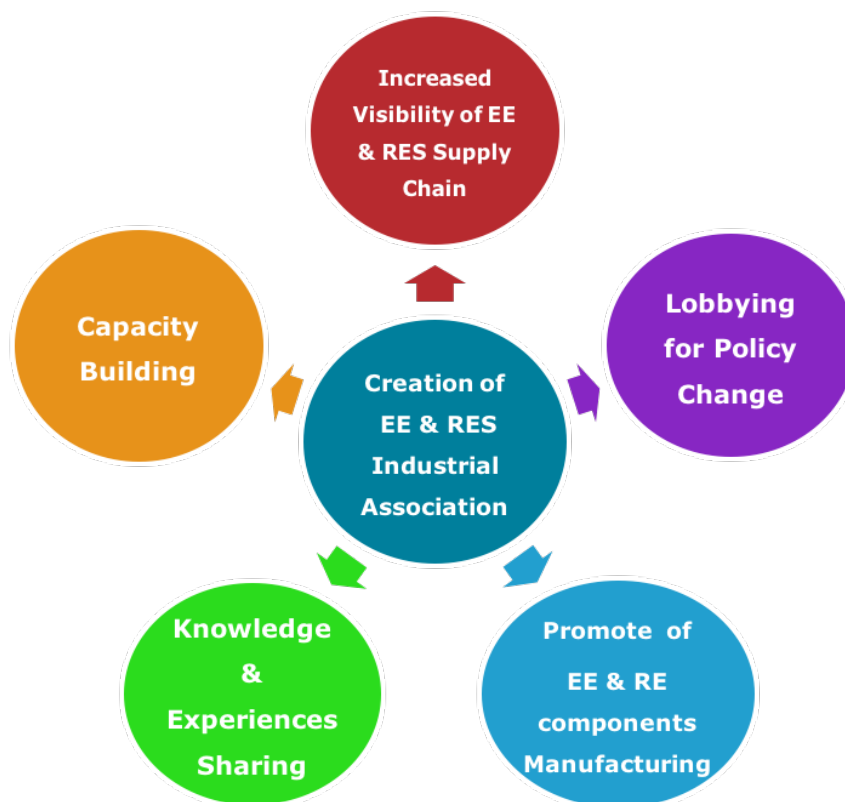 Increased
Visibility of EE
& RES Supply
Chain
Capacity
Building
Lobbying
for Policy
Change
Creation of
EE & RES
Industrial
Association
Knowledge
&
Experiences
Sharing
Promote of
EE & RE
components
Manufacturing